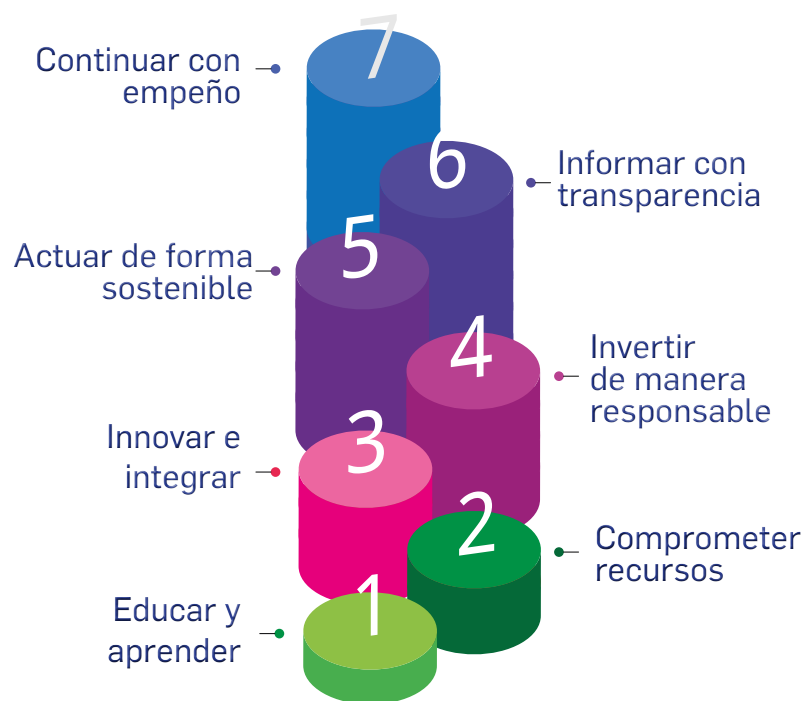 7
Continuar con
empeño
6
Informar con
transparencia
5
Actuar de forma
sostenible
4
Invertir
de manera
responsable
3
Innovar e
integrar
2
Comprometer
recursos
1
Educar y
aprender